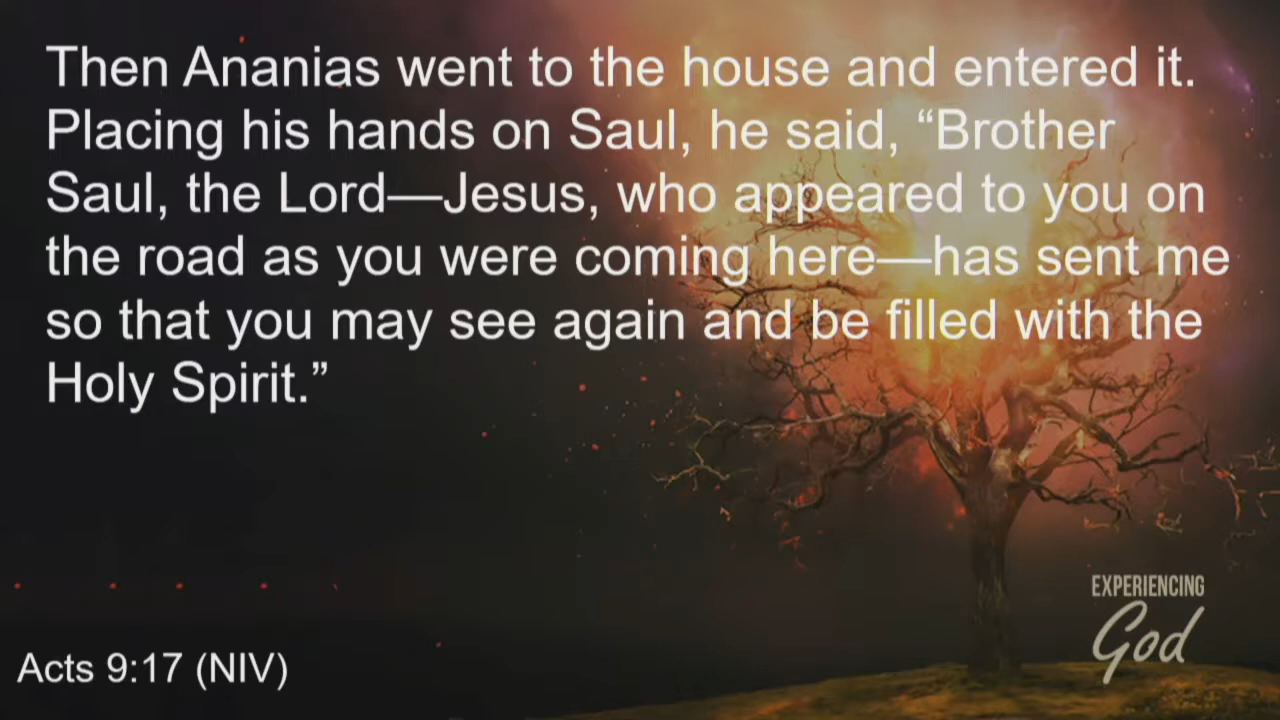 Then Ananias went to the house and entered it.
Placing his hands on Saul, he said, “Brother
Saul, the Lord—Jesus, who appeared to you on
the road as you were coming here—has sent me
so that you may see again and be filled with the
Holy Spirit.”
EXPERIENCING
God
Acts 9:17 (NIV)